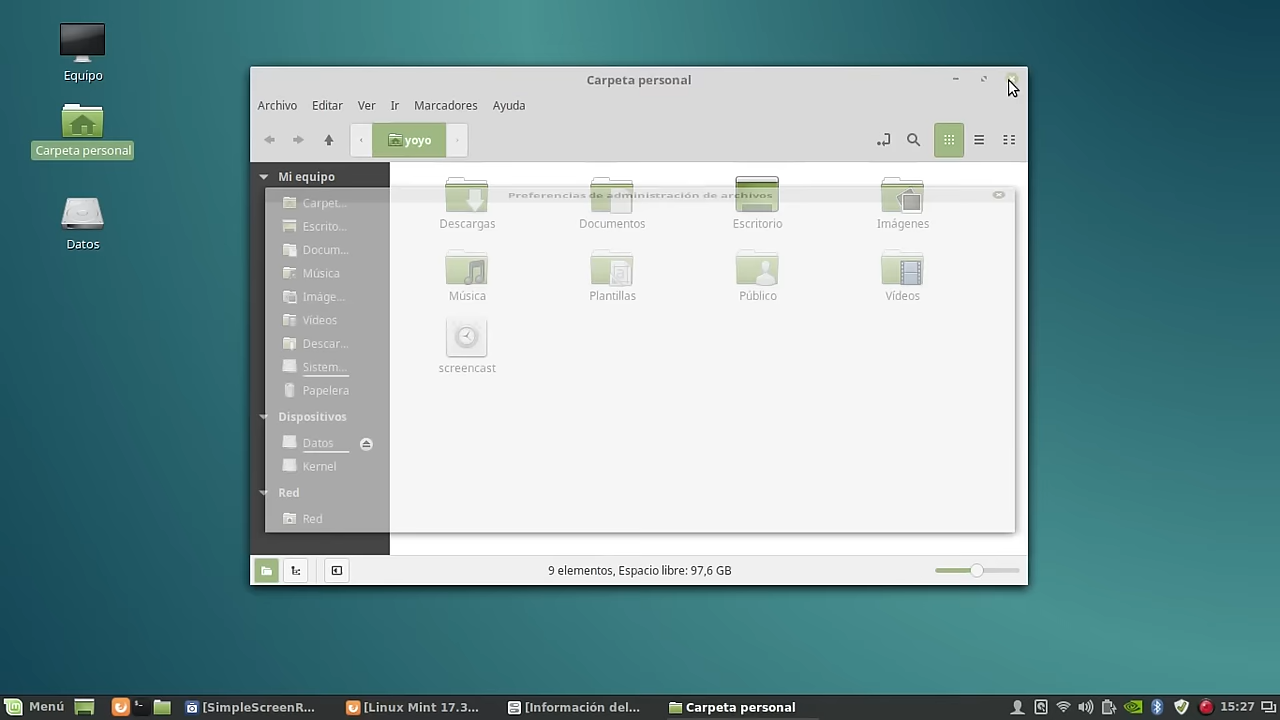 Equipo
Carpeta personal
Datos
Carpeta personal
Archivo Editar Ver Ir Marcadores Ayuda
yoyo
Mi equipo
Carpet...
Escrito...
Docum...
Música
Imáge...
Vídeos
Descar...
Sistem...
Papelera
Dispositivos
Datos
Kernel
Red
Red
Preferencias de administración de archivos
Descargas Documentos Escritorio Imágenes
Música Plantillas Público Vídeos
screencast
9 elementos, Espacio libre: 97,6 GB
Menú [SimpleScreenR... [Linux Mint 17.3... [Información del... Carpeta personal 15:27